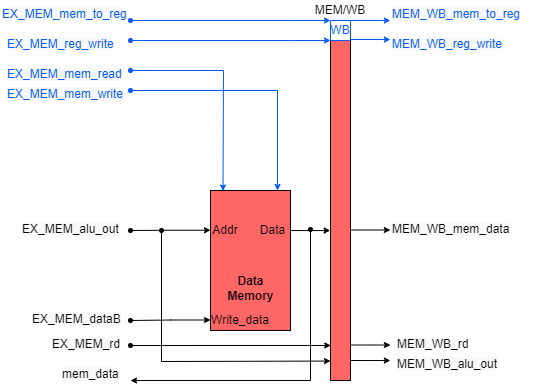 MEM/WB
EX_MEM_mem_to_reg
MEM_WB_mem_to_reg
WB
EX_MEM_reg_write
MEM_WB_reg_write
EX_MEM_mem_read
EX_MEM_mem_write
EX_MEM_alu_out
Addr
Data
MEM_WB_mem_data
Data
Memory
EX_MEM_dataB
Write_data
EX_MEM_rd
MEM_WB_rd
MEM_WB_alu_out
mem_data